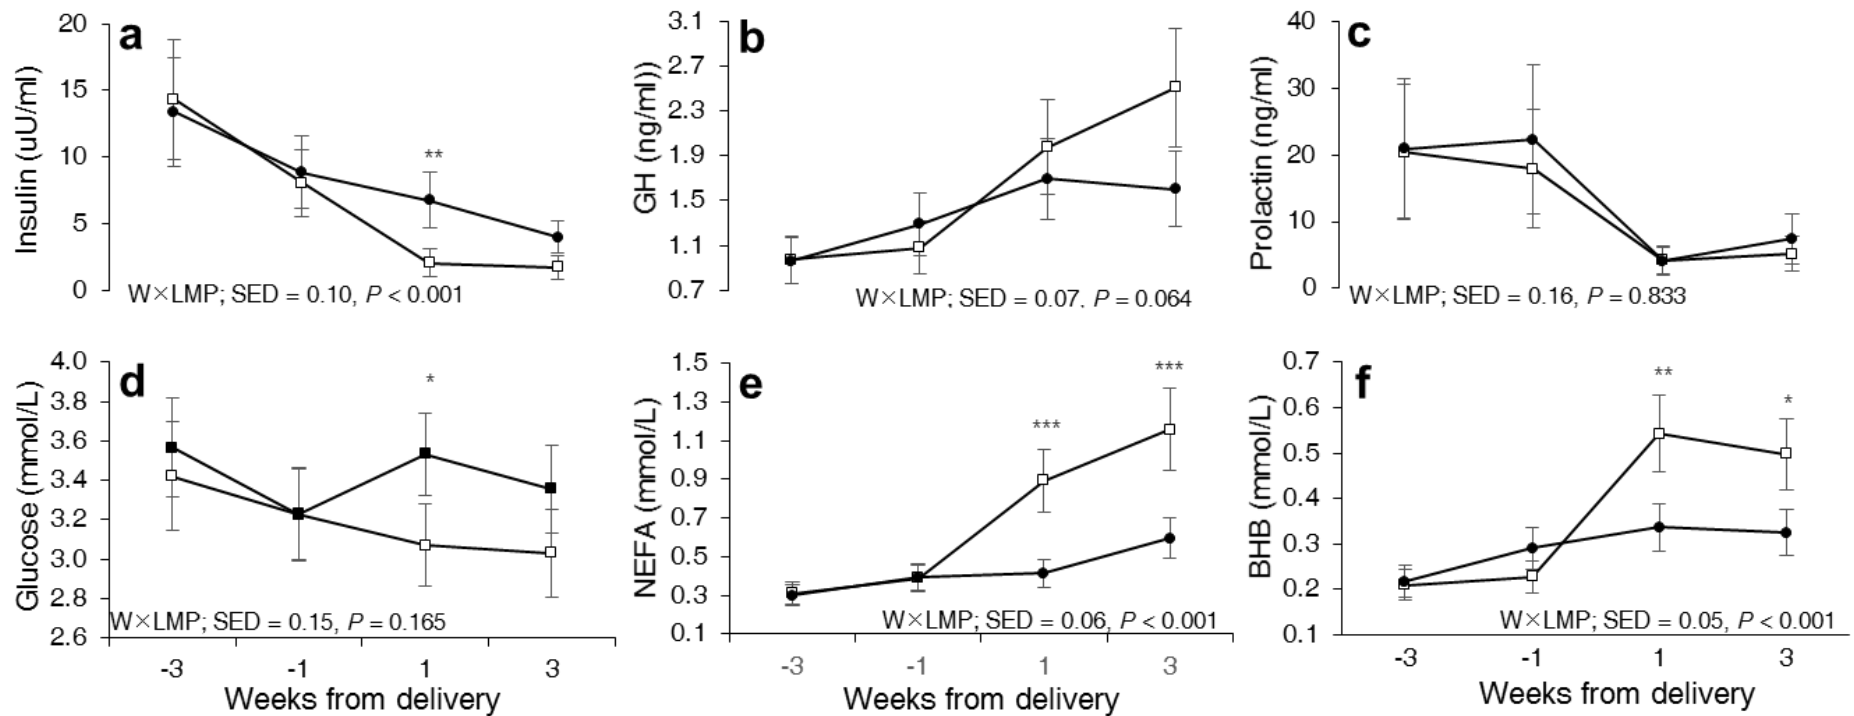 a
Insulin (uU/ml)
20
15
10
5
0
**
W×LMP; SED = 0.10, P < 0.001
b
GH (ng/ml))
3.1
2.7
2.3
1.9
1.5
1.1
0.7
W×LMP; SED = 0.07. P = 0.064
c
Prolactin (ng/ml)
40
30
20
10
0
W×LMP; SED = 0.16, P = 0.833
d
Glucose (mmol/L)
4.0
3.8
3.6
3.4
3.2
3.0
2.8
2.6
*
W×LMP; SED = 0.15, P = 0.165
-3 -1 1 3
Weeks from delivery
e
NEFA (mmol/L)
1.5
1.3
1.1
0.9
0.7
0.5
0.3
0.1
***
***
W×LMP; SED = 0.06, P < 0.001
-3 -1 1 3
Weeks from delivery
f
BHB (mmol/L)
0.7
0.6
0.5
0.4
0.3
0.2
0.1
**
*
W×LMP; SED = 0.05, P < 0.001
-3 -1 1 3
Weeks from delivery